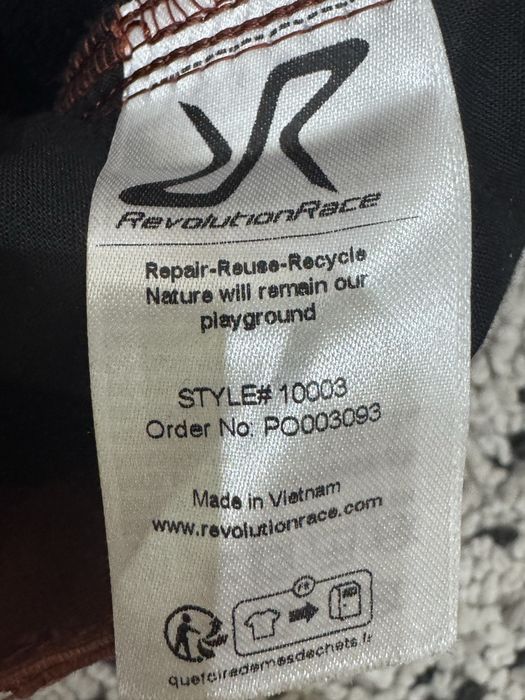 RevolutionRace
Repair-Reuse-Recycle
Nature will remain our
playground
STYLE# 10003
Order No: PO003093
Made in Vietnam
www.revolutionrace.com
FR
quefairedemesdechets.fr